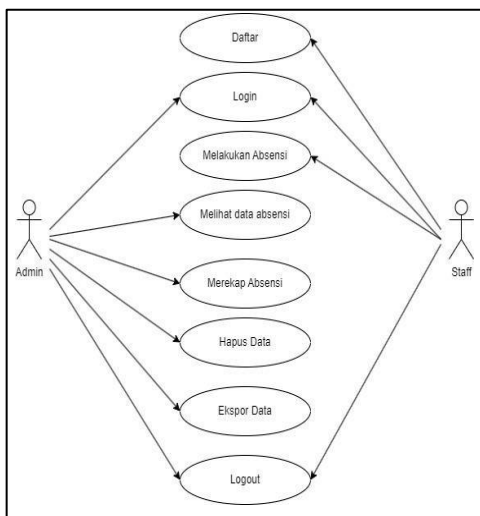 Daftar
Login
Melakukan Absensi
Melihat data absensi
Admin
Staff
Merekap Absensi
Hapus Data
Ekspor Data
Logout